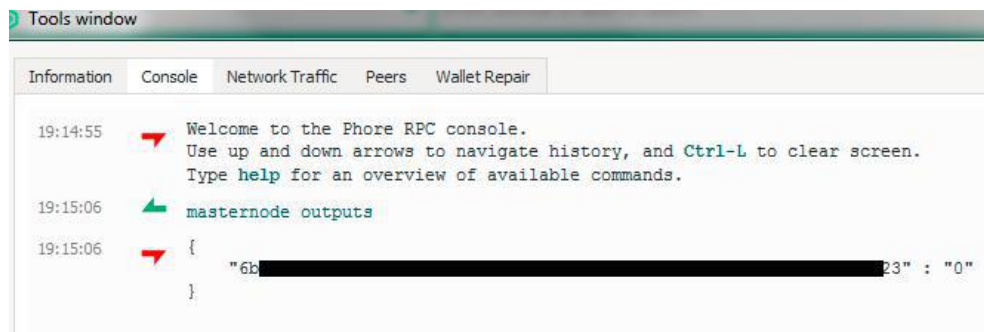 Tools window
Information Console Network Traffic Peers Wallet Repair
19:14:55 Welcome to the Phore RPC console.
Use up and down arrows to navigate history, and Ctrl-L to clear screen.
Type help for an overview of available commands.
19:15:06 masternode outputs
19:15:06 {
"6b 23" : "0"
}